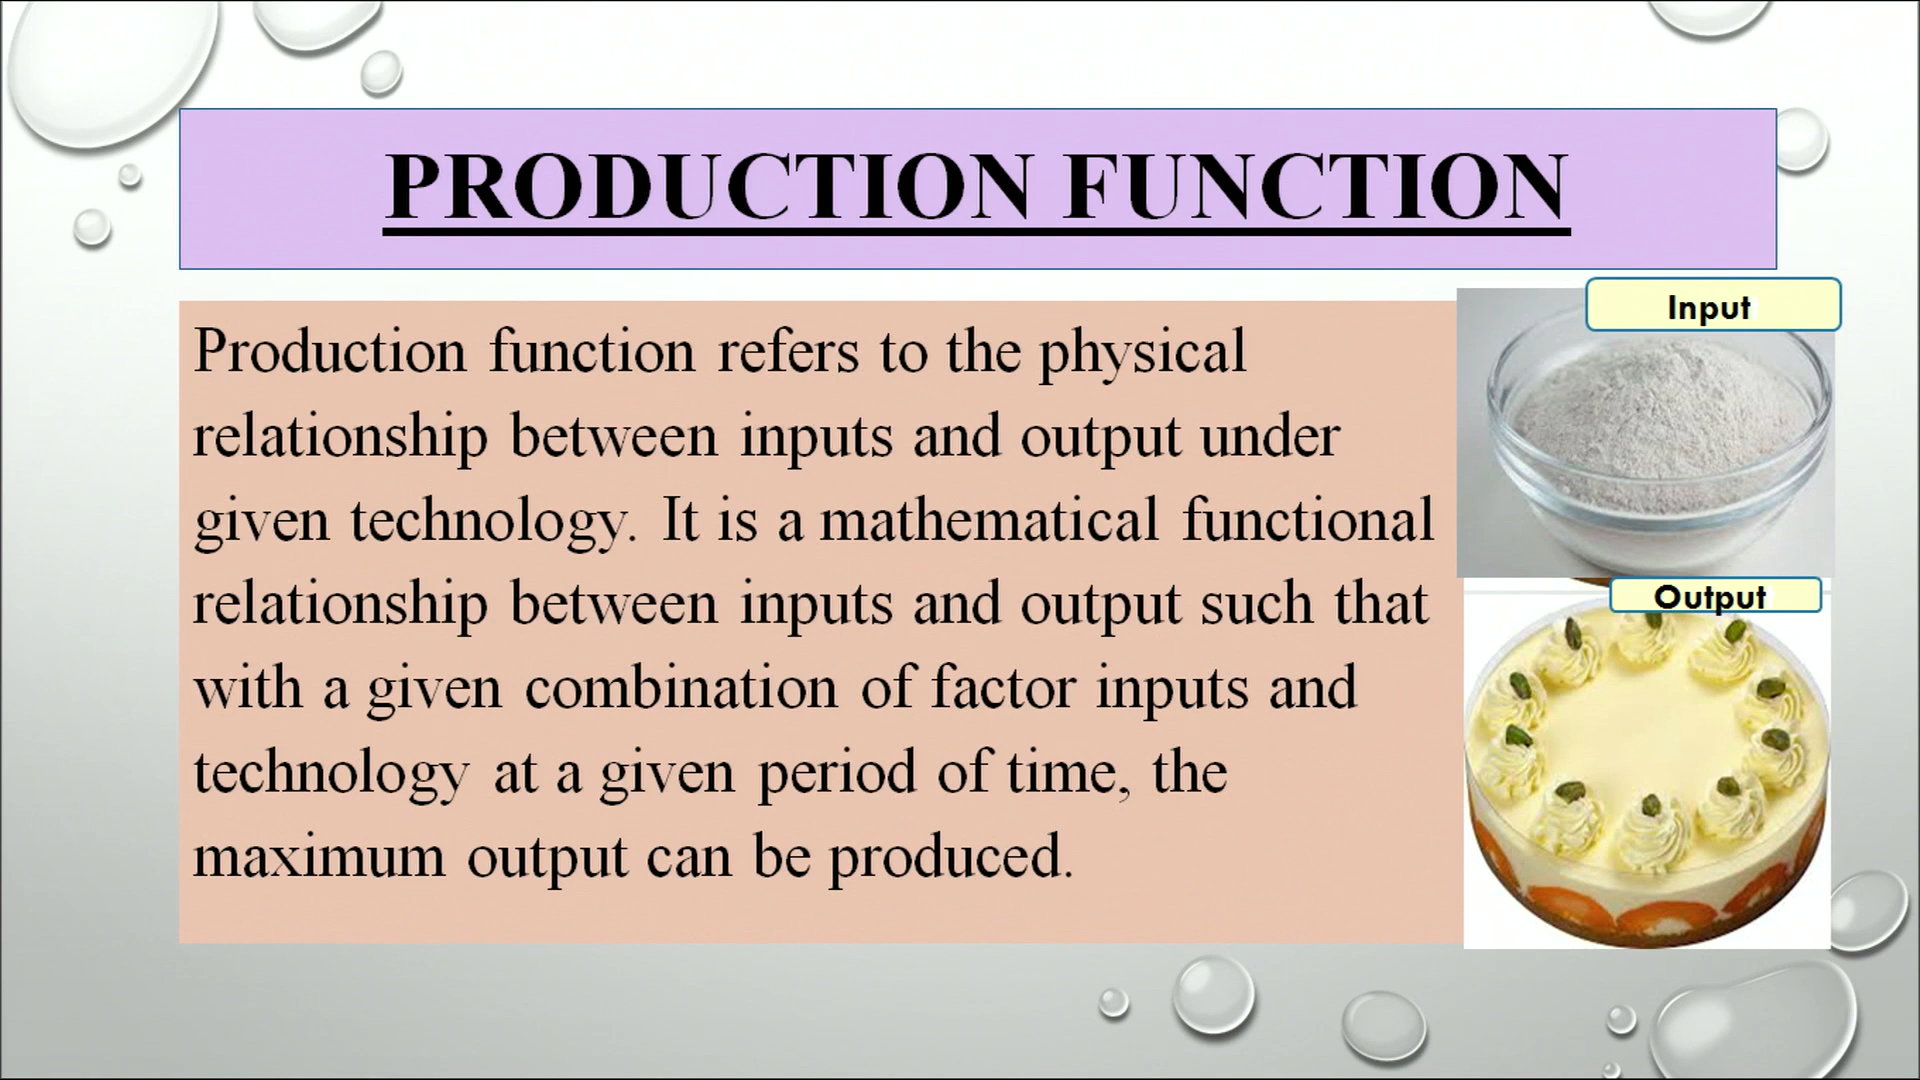 PRODUCTION FUNCTION
Production function refers to the physical
relationship between inputs and output under
given technology. It is a mathematical functional
relationship between inputs and output such that
with a given combination of factor inputs and
technology at a given period of time, the
maximum output can be produced.
Input
Output